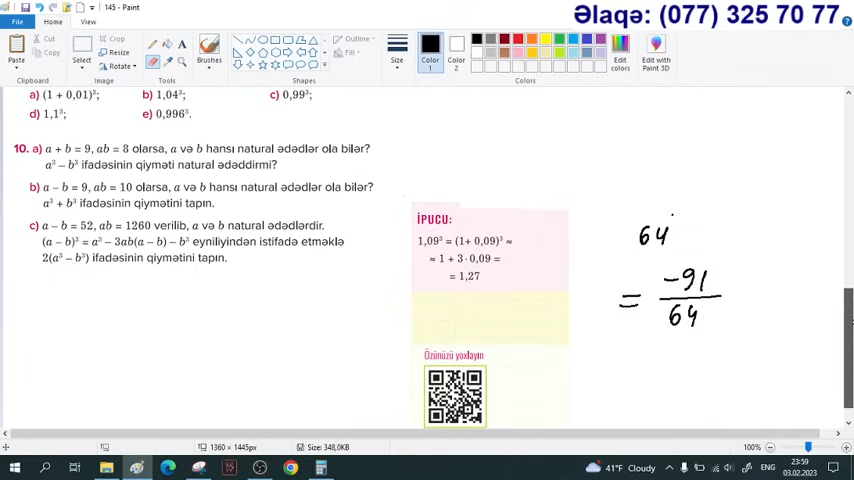 145 - Paint
Əlaqə: (077) 325 70 77
File
Home
View
Paste
Cut
Copy
Clipboard
Select
Crop
Resize
Rotate
Image
Tools
Brushes
Outline
Fill
Shapes
Size
Color 1
Color 2
Edit colors
Edit with Paint 3D
Colors
a) (1 + 0,01)³; b) 1,04³; c) 0,99³;
d) 1,1³; e) 0,996³.
10. a) a + b = 9, ab = 8 olarsa, a və b hansı natural ədədlər ola bilər?
a³ – b³ ifadəsinin qiyməti natural ədəddirmi?
b) a – b = 9, ab = 10 olarsa, a və b hansı natural ədədlər ola bilər?
a³ + b³ ifadəsinin qiymətini tapın.
c) a – b = 52, ab = 1260 verilib, a və b natural ədədlərdir.
(a – b)³ = a³ – 3ab(a – b) – b³ eyniliyindən istifadə etməklə
2(a³ – b³) ifadəsinin qiymətini tapın.
İPUCU:
1,09³ = (1+ 0,09)³ ≈
≈ 1 + 3·0,09 =
= 1,27
Özünüzü yoxlayın
64
= -91
64
1360 × 1445px
Size: 348,0KB
100%
41°F Cloudy
ENG
23:59
03.02.2023